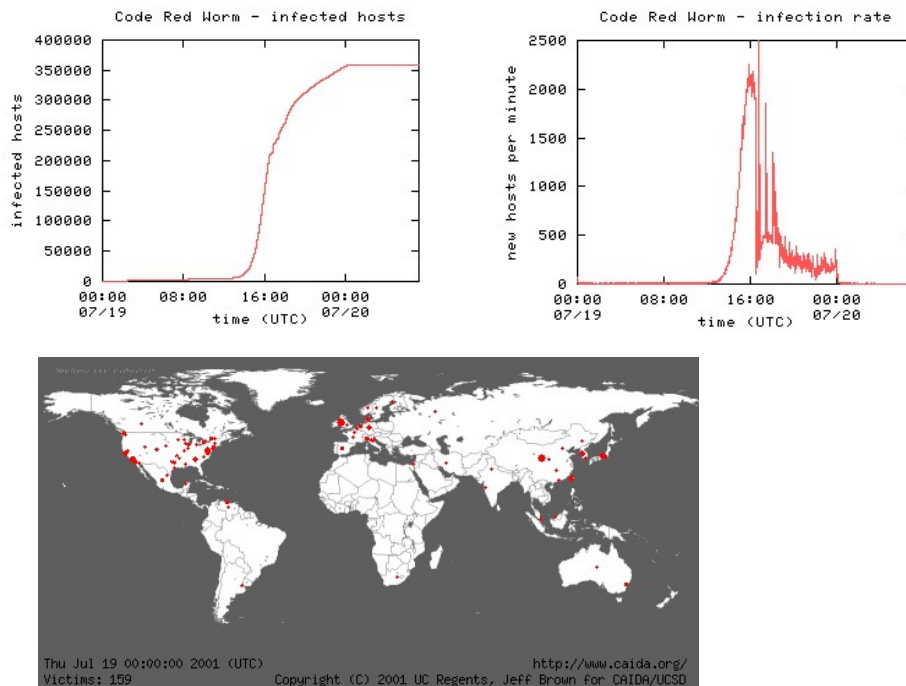 Code Red Worm - infected hosts
400000
350000
300000
250000
200000
150000
100000
50000
0
infected hosts
00:00 08:00 16:00 00:00
07/19 07/20
time (UTC)
Code Red Worm - infection rate
2500
2000
1500
1000
500
0
new hosts per minute
00:00 08:00 16:00 00:00
07/19 07/20
time (UTC)
Thu Jul 19 00:00:00 2001 (UTC) http://www.caida.org/
Victims: 159 Copyright (C) 2001 UC Regents, Jeff Brown for CAIDA/UCSD